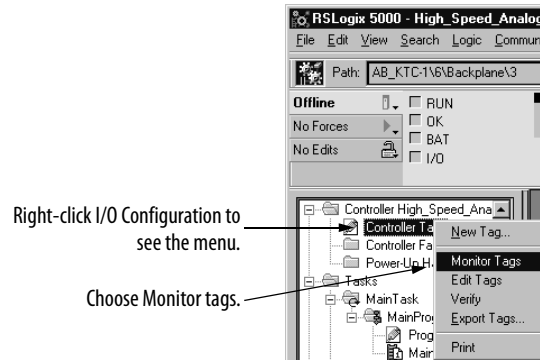 RSLogix 5000 - High_Speed_Analog
File Edit View Search Logic Commun
Path: AB_KTC-1\6\Backplane\3
Offline
RUN
No Forces
OK
BAT
No Edits
I/O
Controller High_Speed_Ana
Right-click I/O Configuration to
see the menu.
Controller Ta
New Tag...
Controller Fa
Power-Up H
Monitor Tags
Tasks
Edit Tags
Choose Monitor tags.
MainTask
Verify
MainProg
Export Tags...
Prog
Main
Print